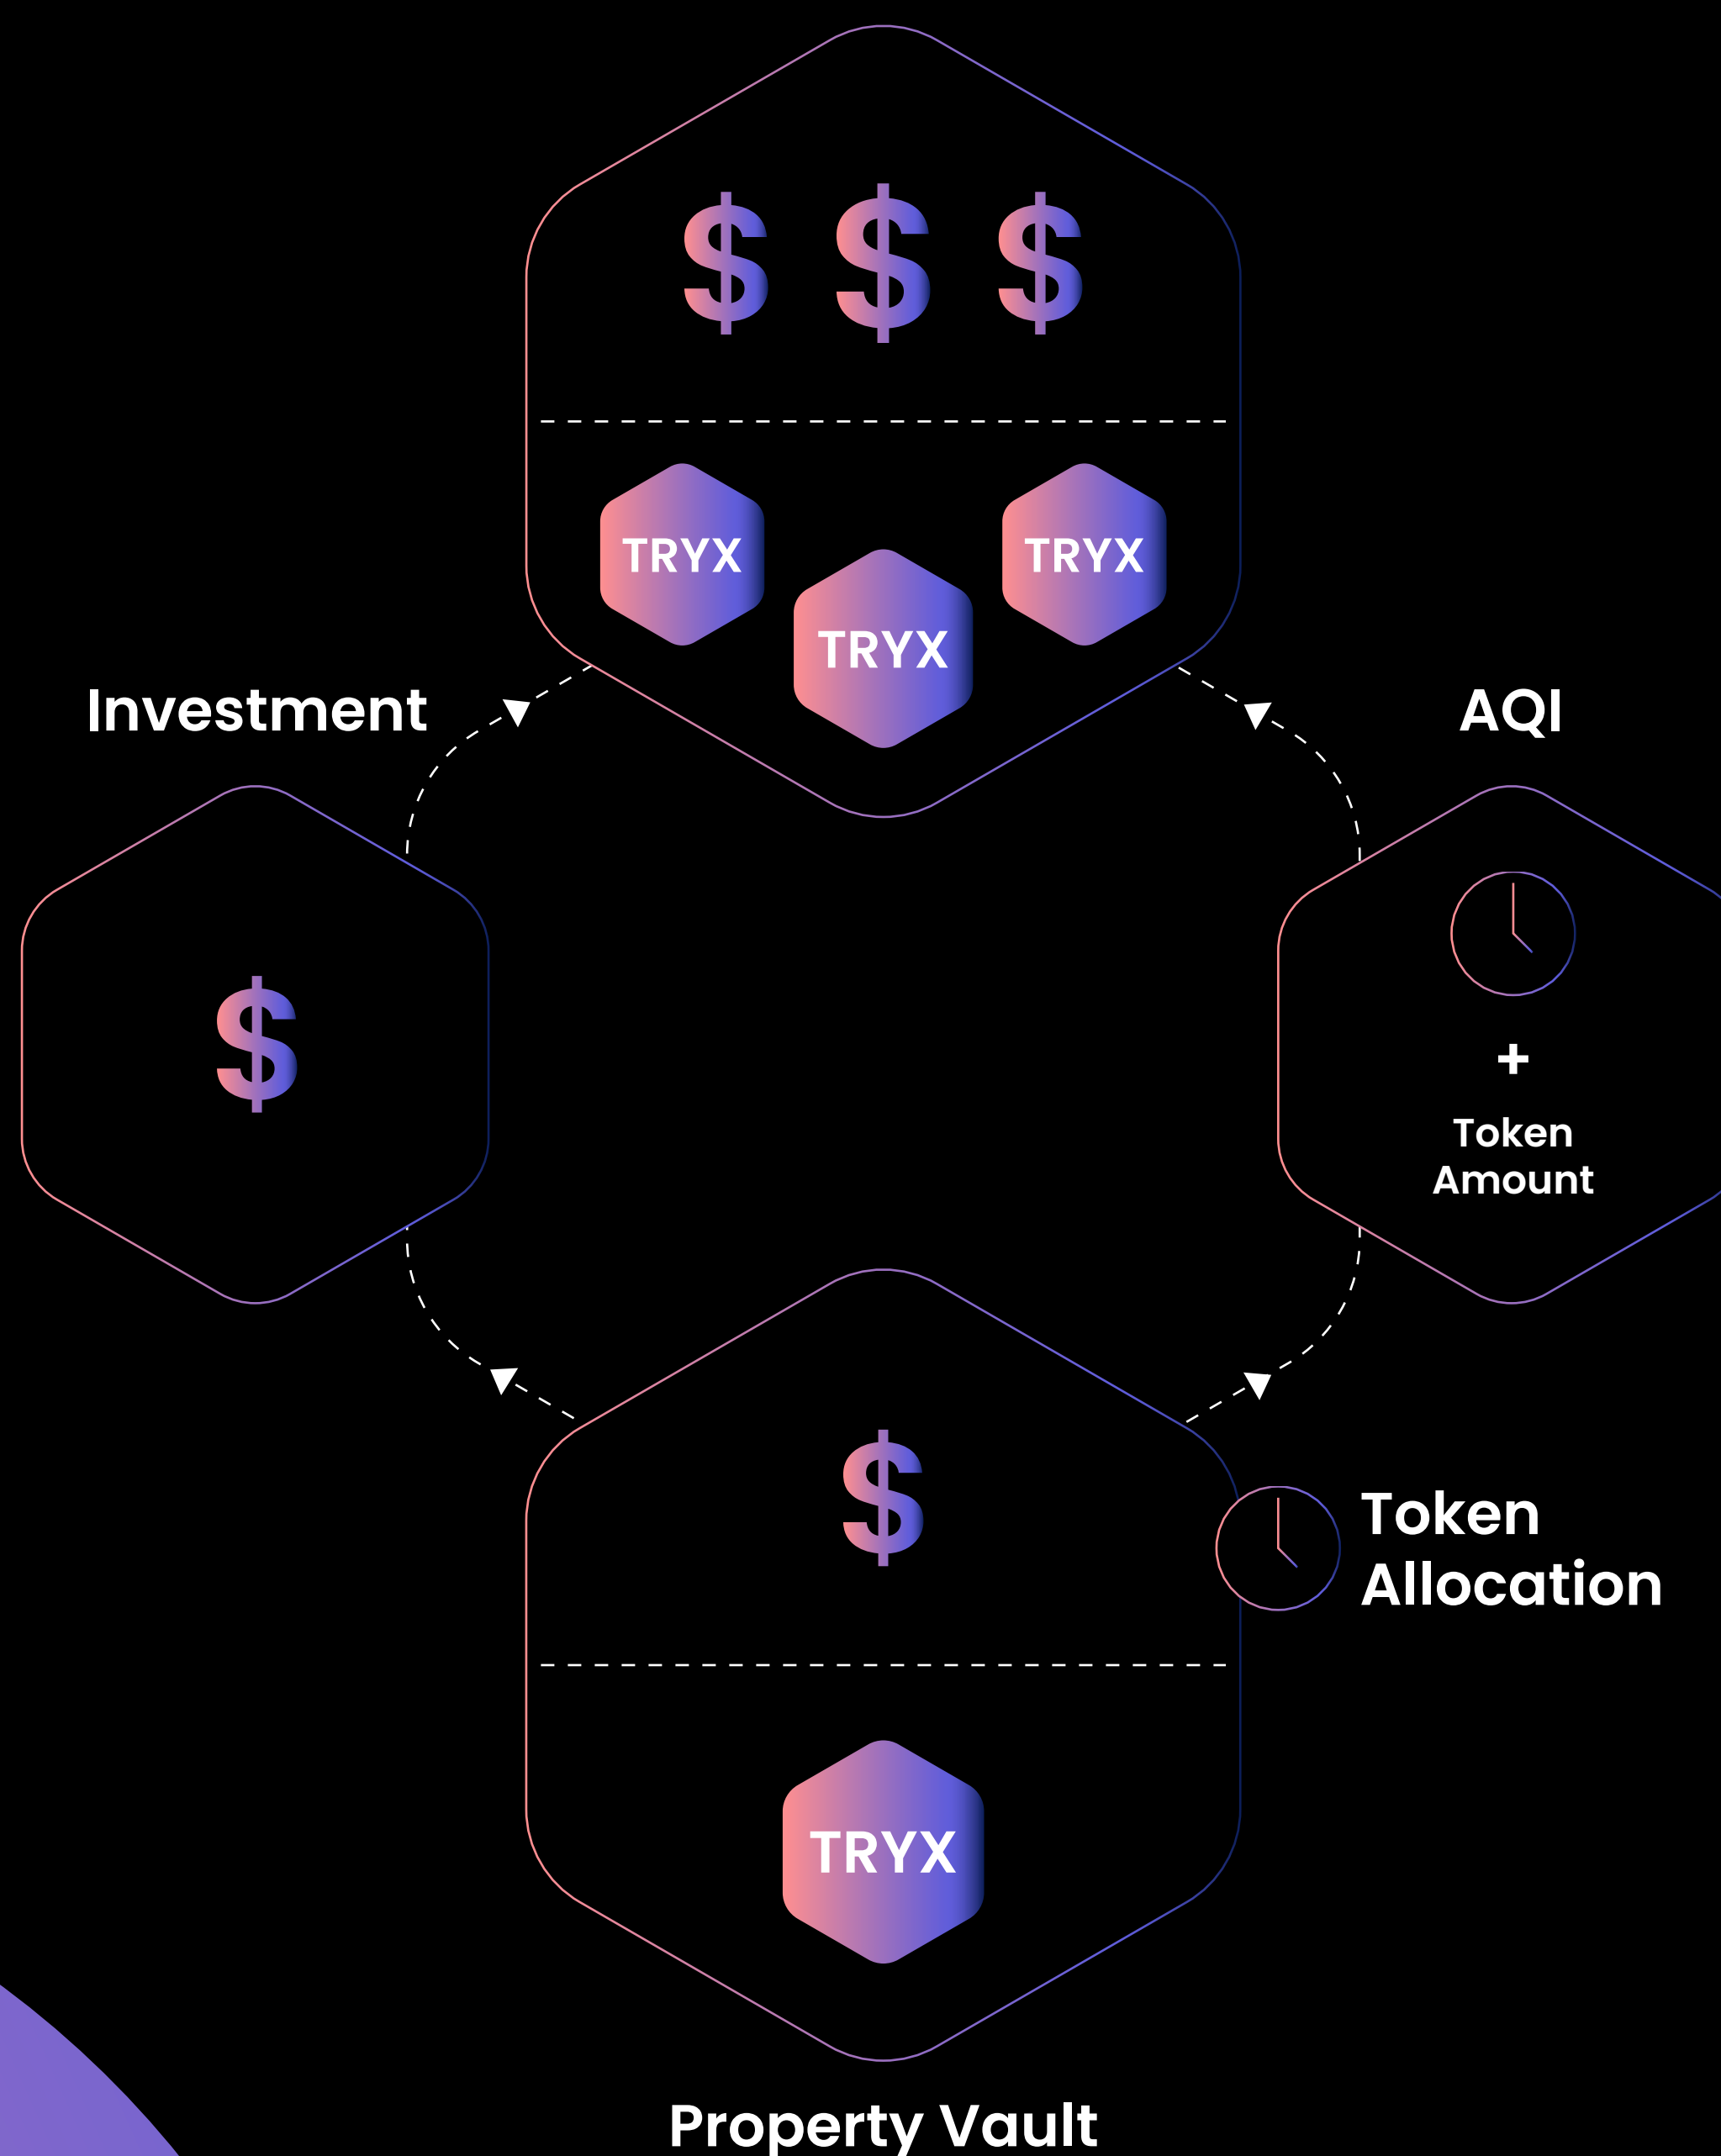 $ $ $
TRYX TRYX
TRYX
Investment
AQI
$
+
Token
Amount
$
Token
Allocation
TRYX
Property Vault